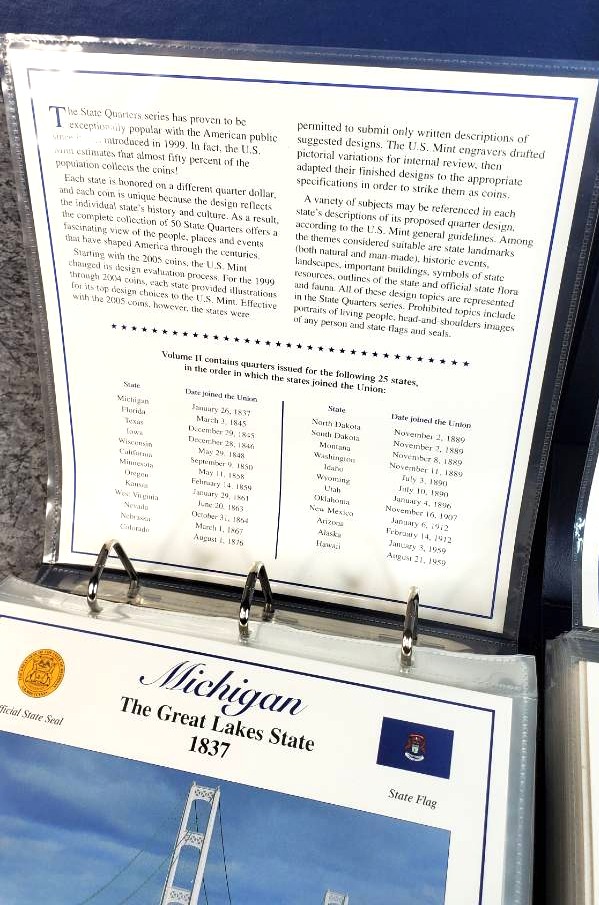 The State Quarters series has proven to be
exceptionally popular with the American public
introduced in 1999. In fact, the U.S.
Mint estimates that almost fifty percent of the
population collects the coins!
Each state is honored on a different quarter dollar,
and each coin is unique because the design reflects
the individual state's history and culture. As a result,
the complete collection of 50 State Quarters offers a
fascinating view of the people, places and events
that have shaped America through the centuries.
Starting with the 2005 coins, the U.S. Mint
changed its design evaluation process. For the 1999
through 2004 coins, each state provided illustrations
for its top design choices to the U.S. Mint. Effective
with the 2005 coins, however, the states were
permitted to submit only written descriptions of
suggested designs. The U.S. Mint engravers drafted
pictorial variations for internal review, then
adapted their finished designs to the appropriate
specifications in order to strike them as coins.
A variety of subjects may be referenced in each
state's descriptions of its proposed quarter design,
according to the U.S. Mint general guidelines. Among
the themes considered suitable are state landmarks
(both natural and man-made), historic events,
landscapes, important buildings, symbols of state
resources, outlines of the state and official state flora
and fauna. All of these design topics are represented
in the State Quarters series. Prohibited topics include
portraits of living people, head-and-shoulders images
of any person and state flags and seals.
Volume II contains quarters issued for the following 25 states,
in the order in which the states joined the Union:
State Date joined the Union
Michigan January 26, 1837
Florida March 3, 1845
Texas December 29, 1845
Iowa December 28, 1846
Wisconsin May 29, 1848
California September 9, 1850
Minnesota May 11, 1858
Oregon February 14, 1859
Kansas January 29, 1861
West Virginia June 20, 1863
Nevada October 31, 1864
Nebraska March 1, 1867
Colorado August 1, 1876
State Date joined the Union
North Dakota November 2, 1889
South Dakota November 2, 1889
Montana November 8, 1889
Washington November 11, 1889
Idaho July 3, 1890
Wyoming July 10, 1890
Utah January 4, 1896
Oklahoma November 16, 1907
New Mexico January 6, 1912
Arizona February 14, 1912
Alaska January 3, 1959
Hawaii August 21, 1959
Michigan
The Great Lakes State
1837
Official State Seal
State Flag